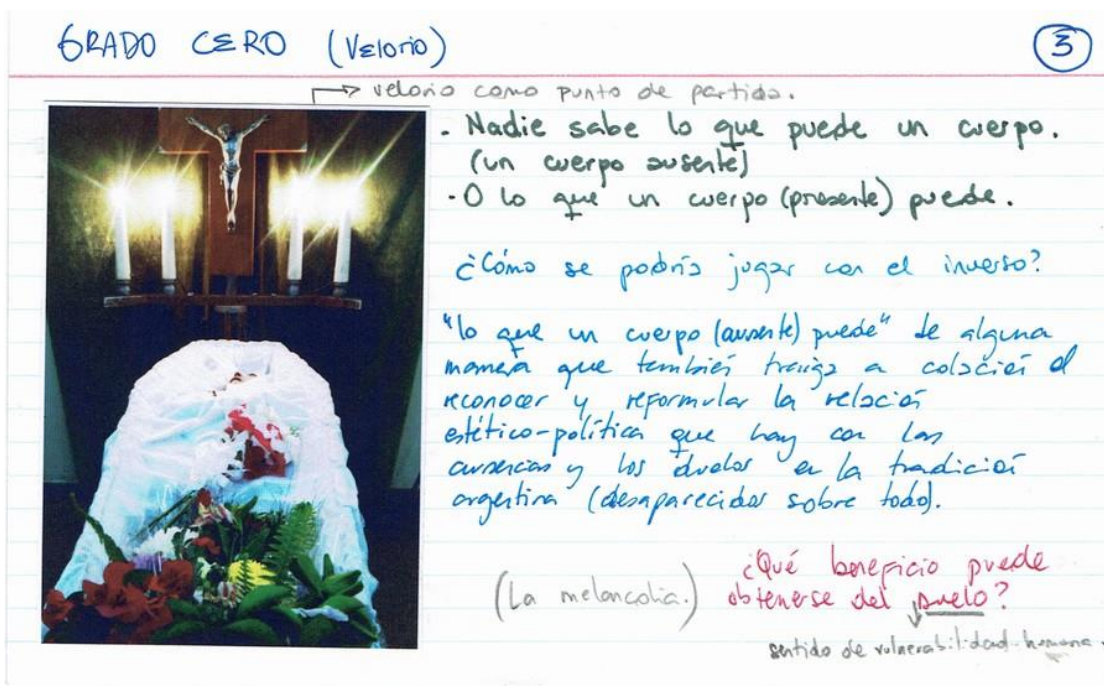 GRADO CERO (Velorio)
3
velorio como punto de partida.
- Nadie sabe lo que puede un cuerpo.
(un cuerpo ausente)
- O lo que un cuerpo (presente) puede.
¿Cómo se podría jugar con el inverso?
"lo que un cuerpo (ausente) puede" de alguna
manera que también traiga a colación el
reconocer y reformular la relación
estético-política que hay con las
ausencias y los duelos en la tradición
argentina (desaparecidos sobre todo).
¿Qué beneficio puede
(La melancolia.) obtenerse del duelo?
sentido de vulnerabilidad humana.